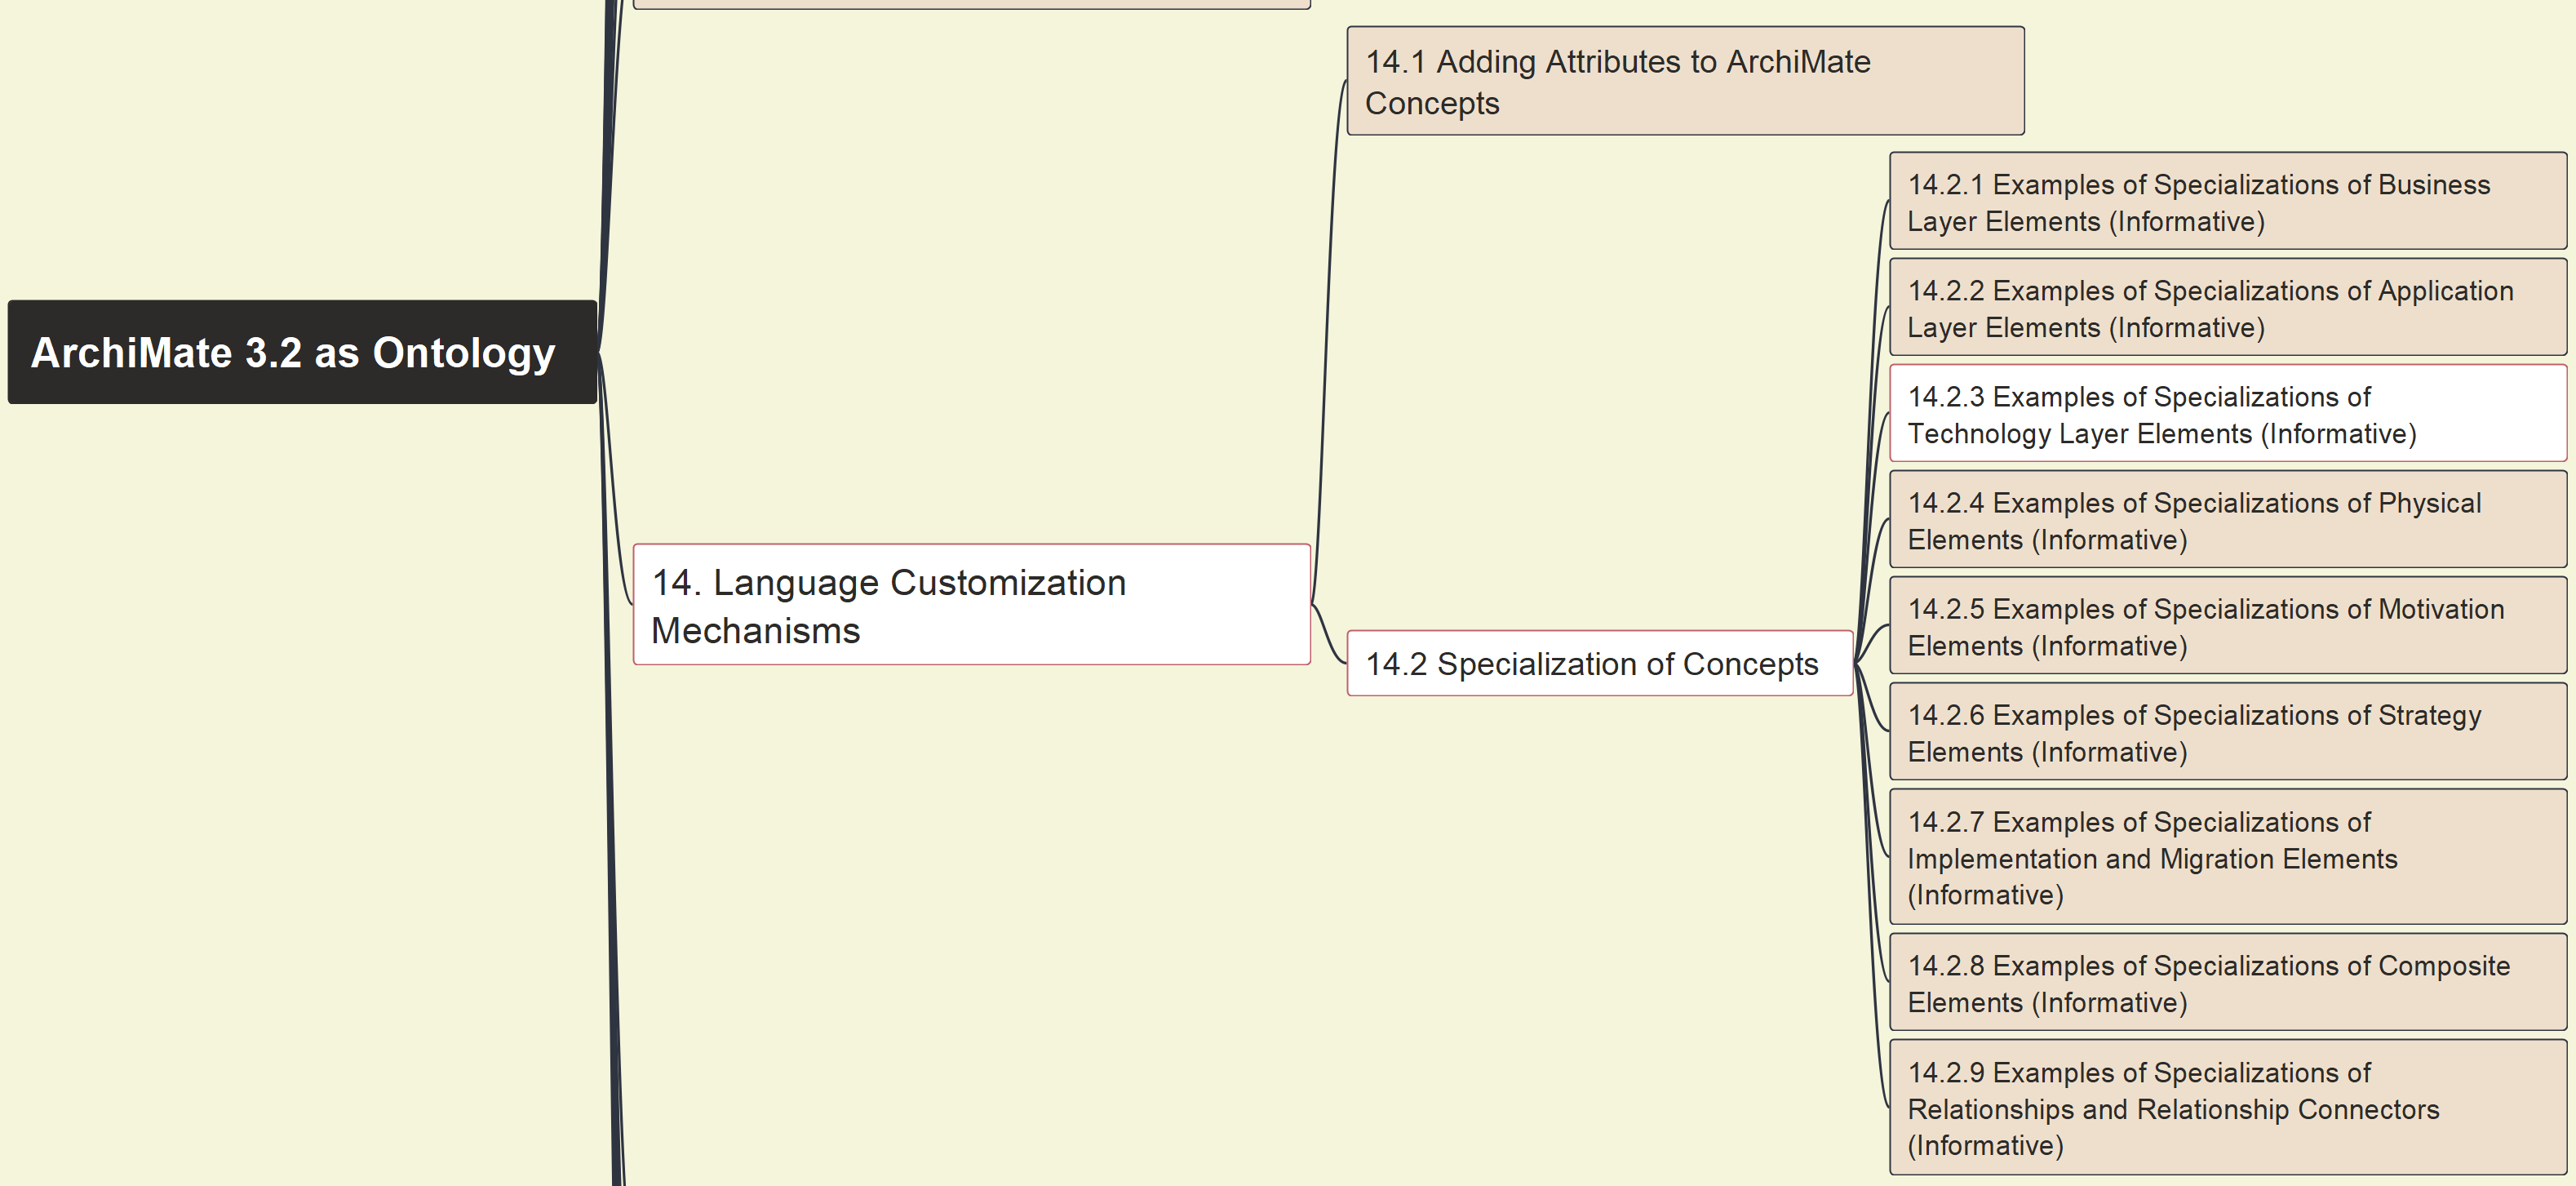 ArchiMate 3.2 as Ontology
14. Language Customization
Mechanisms
14.1 Adding Attributes to ArchiMate
Concepts
14.2 Specialization of Concepts
14.2.1 Examples of Specializations of Business
Layer Elements (Informative)
14.2.2 Examples of Specializations of Application
Layer Elements (Informative)
14.2.3 Examples of Specializations of
Technology Layer Elements (Informative)
14.2.4 Examples of Specializations of Physical
Elements (Informative)
14.2.5 Examples of Specializations of Motivation
Elements (Informative)
14.2.6 Examples of Specializations of Strategy
Elements (Informative)
14.2.7 Examples of Specializations of
Implementation and Migration Elements
(Informative)
14.2.8 Examples of Specializations of Composite
Elements (Informative)
14.2.9 Examples of Specializations of
Relationships and Relationship Connectors
(Informative)